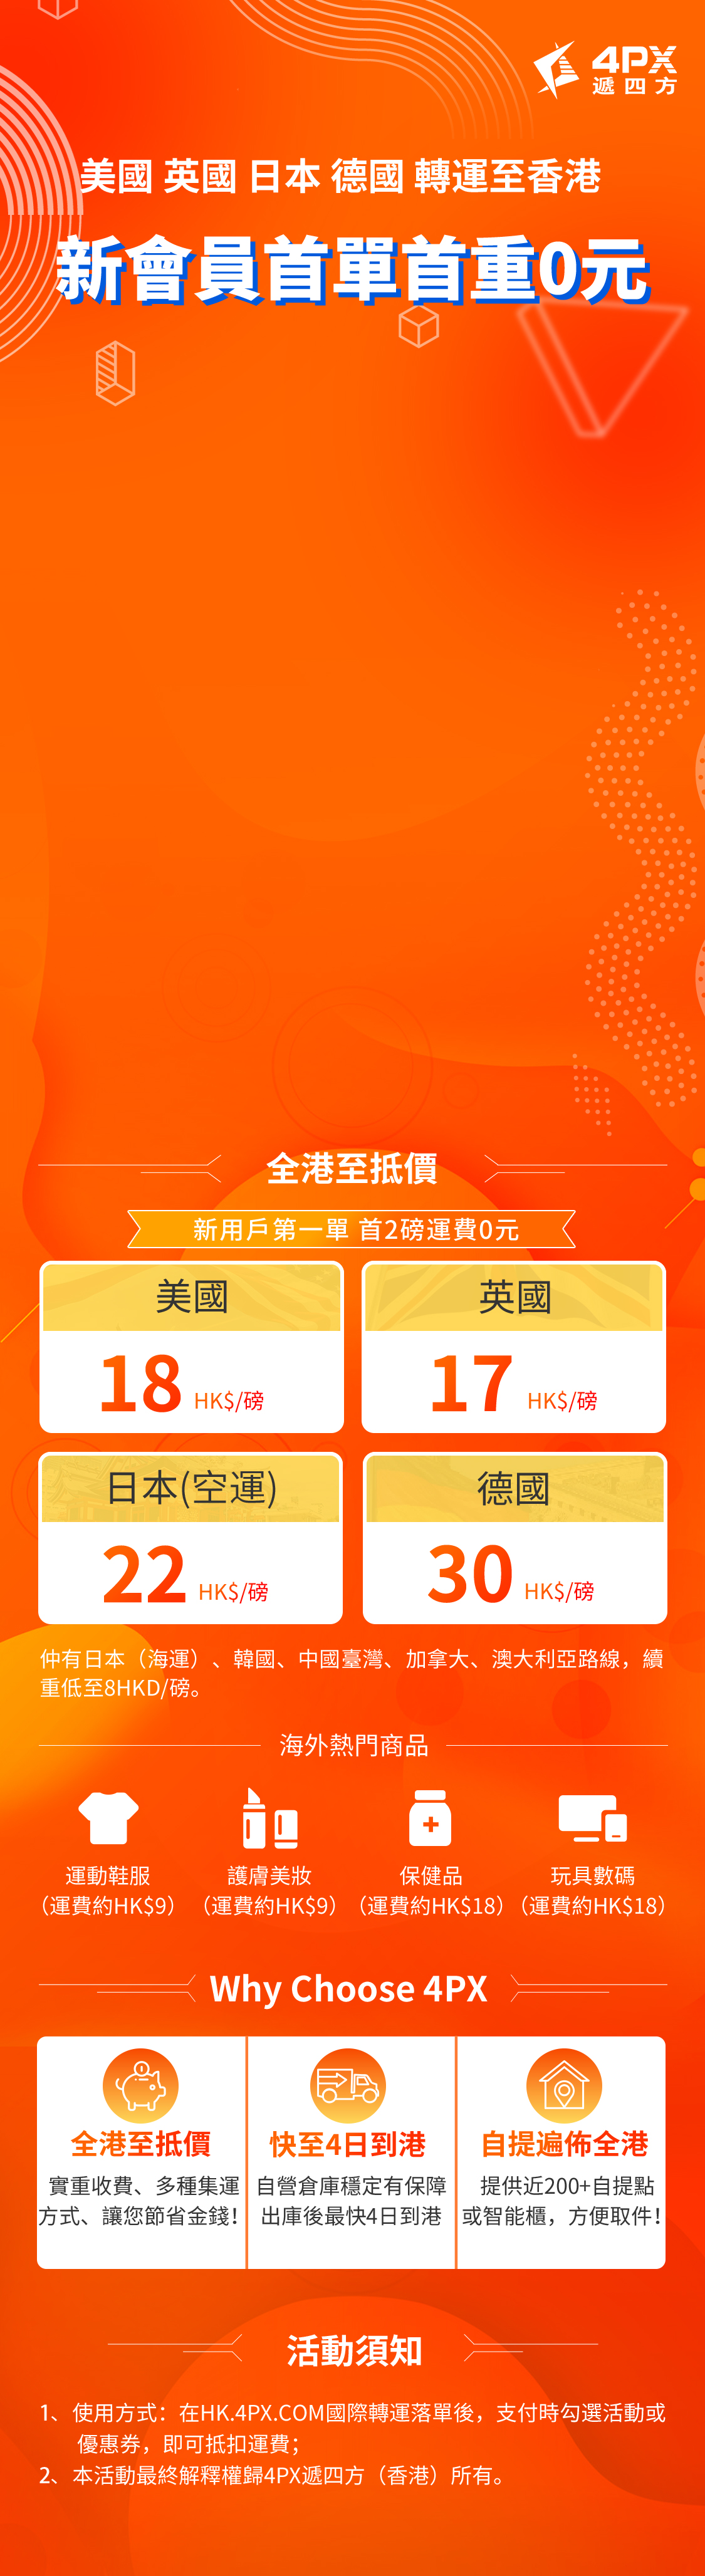 4PX
遞四方
美國 英國 日本 德國 轉運至香港
新會員首單首重0元
全港至抵價
新用戶第一單 首2磅運費0元
美國
英國
18 HK$/磅
17 HK$/磅
日本(空運)
德國
22 HK$/磅
30 HK$/磅
仲有日本（海運）、韓國、中國臺灣、加拿大、澳大利亞路線，續
重低至8HKD/磅。
海外熱門商品
運動鞋服
護膚美妝
保健品
玩具數碼
（運費約HK$9）
（運費約HK$9）
（運費約HK$18）
（運費約HK$18）
Why Choose 4PX
全港至抵價
快至4日到港
自提遍佈全港
實重收費、多種集運
自營倉庫穩定有保障
提供近200+自提點
方式、讓您節省金錢！
出庫後最快4日到港
或智能櫃，方便取件！
活動須知
1、使用方式：在HK.4PX.COM國際轉運落單後，支付時勾選活動或
優惠券，即可抵扣運費；
2、本活動最終解釋權歸4PX遞四方（香港）所有。